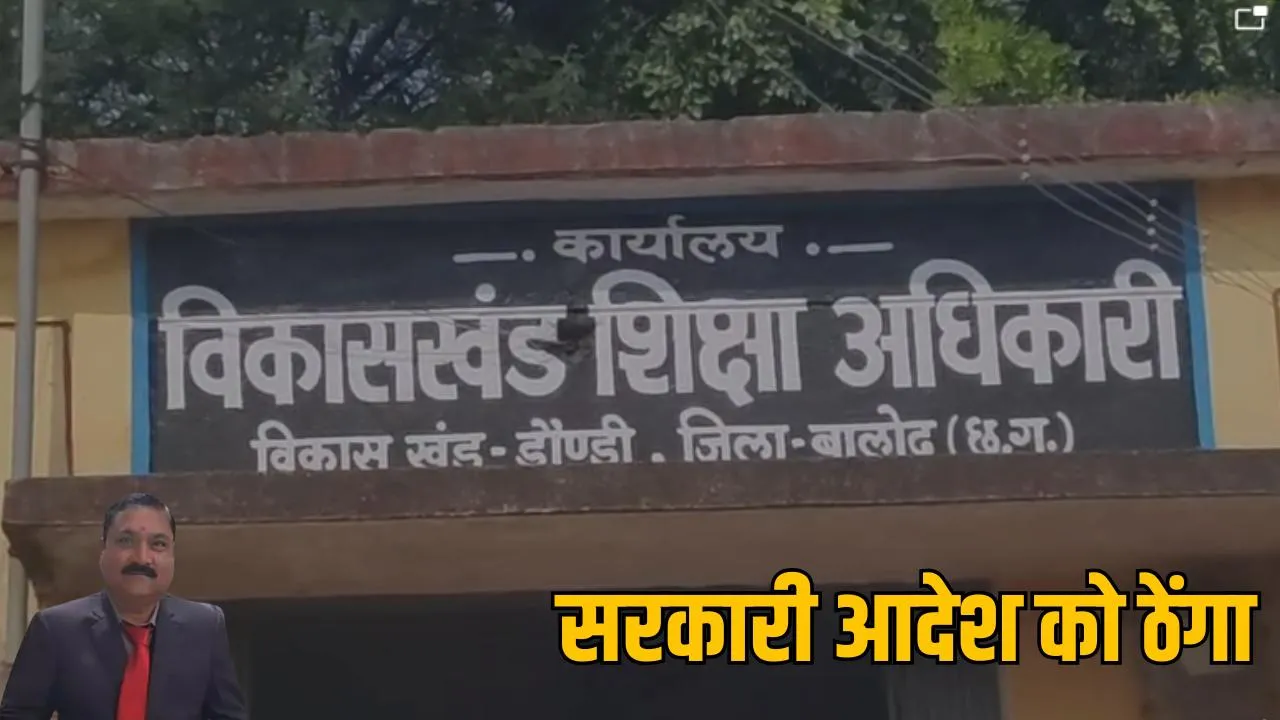 कार्यालय
विकासखंड शिक्षा अधिकारी
विकास खंड - डौण्डी , जिला - बालोद ( छ.ग. )
सरकारी आदेश को ठेंगा